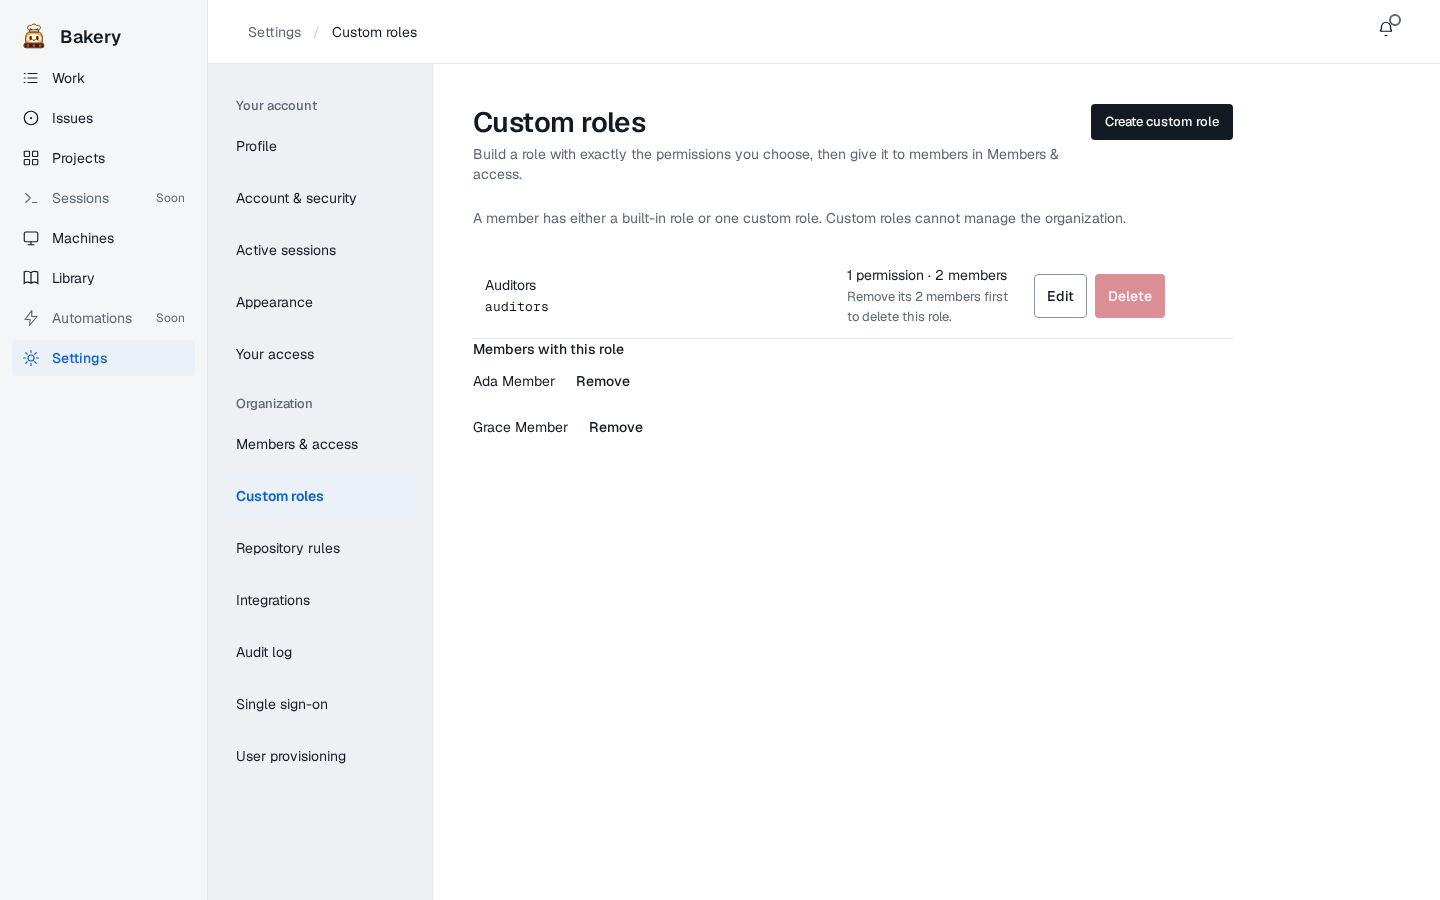 Bakery
Work
Issues
Projects
Sessions Soon
Machines
Library
Automations Soon
Settings
Settings / Custom roles
Your account
Profile
Account & security
Active sessions
Appearance
Your access
Organization
Members & access
Custom roles
Repository rules
Integrations
Audit log
Single sign-on
User provisioning
Custom roles
Create custom role
Build a role with exactly the permissions you choose, then give it to members in Members &
access.
A member has either a built-in role or one custom role. Custom roles cannot manage the organization.
Auditors
auditors
1 permission · 2 members
Remove its 2 members first
to delete this role.
Edit
Delete
Members with this role
Ada Member Remove
Grace Member Remove